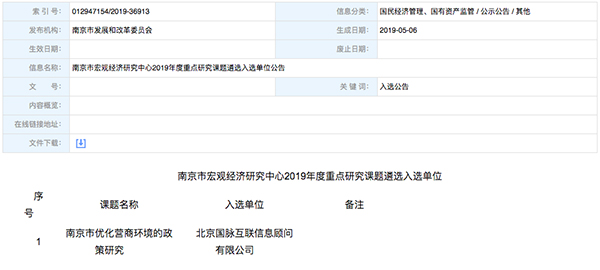 索 引 号： 012947154/2019-36913 信息分类： 国民经济管理、国有资产监管 / 公示公告 / 其他
发布机构： 南京市发展和改革委员会 生成日期： 2019-05-06
生效日期： 废止日期：
信息名称： 南京市宏观经济研究中心2019年度重点研究课题遴选入选单位公告
文 号： 关 键 词： 入选公告
内容概览：
在线链接地址：
文件下载：
南京市宏观经济研究中心2019年度重点研究课题遴选入选单位
序号 课题名称 入选单位 备注
1 南京市优化营商环境的政 北京国脉互联信息顾问
策研究 有限公司